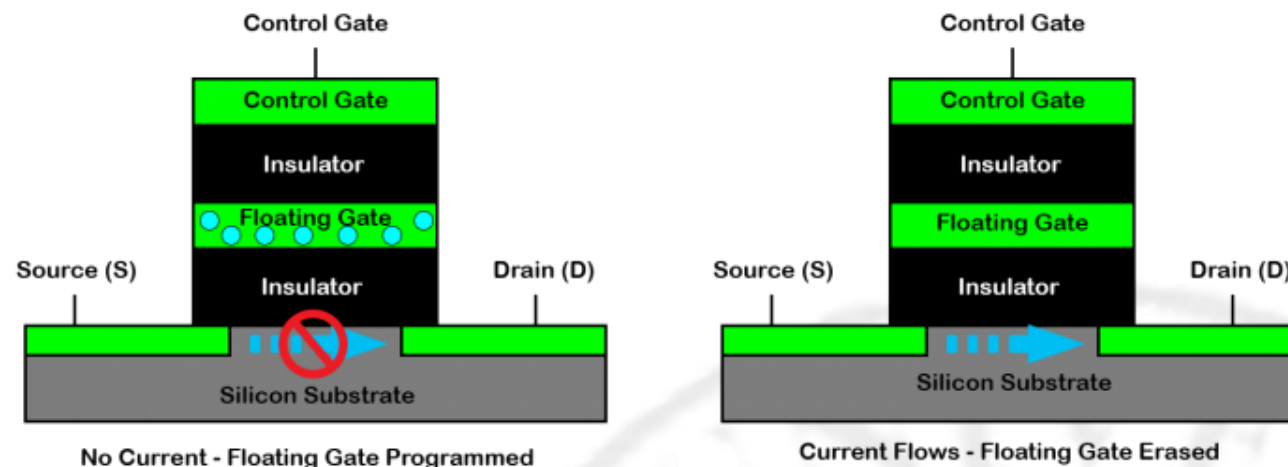 Control Gate
Control Gate
Insulator
Floating Gate
Source (S)
Drain (D)
Insulator
Silicon Substrate
No Current - Floating Gate Programmed
Control Gate
Control Gate
Insulator
Floating Gate
Source (S)
Drain (D)
Insulator
Silicon Substrate
Current Flows - Floating Gate Erased